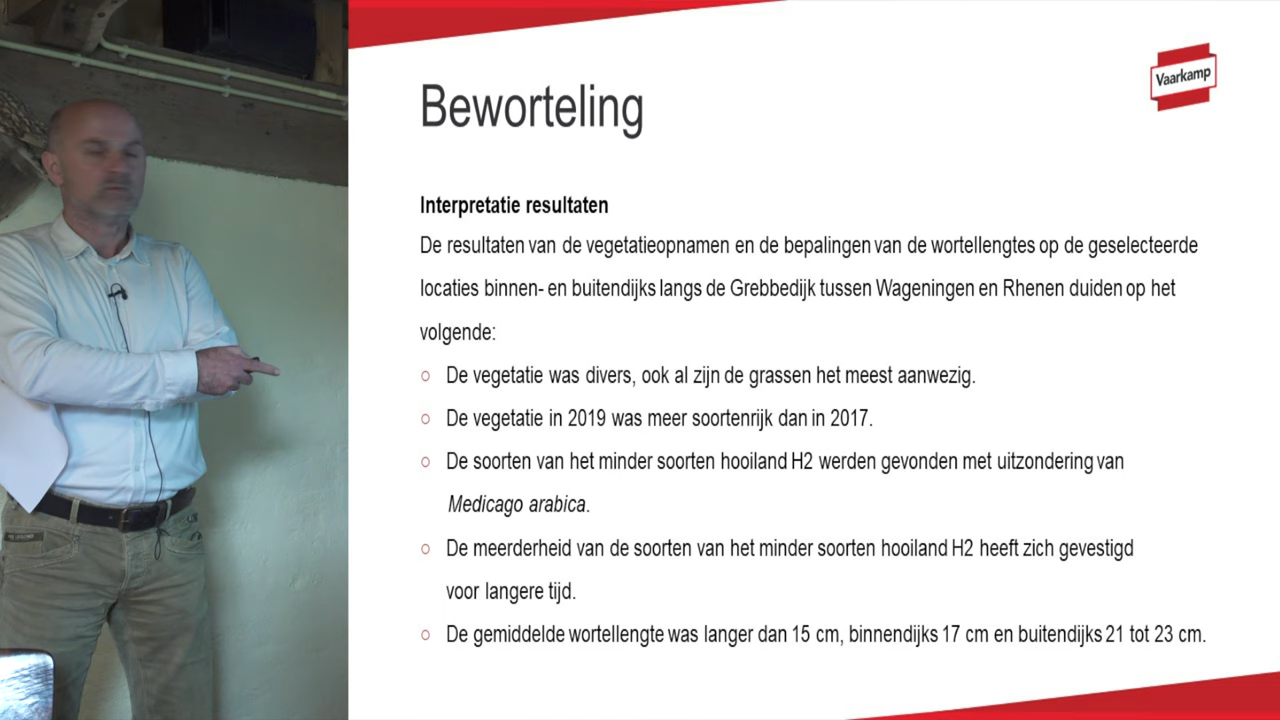 Vaarkamp
Beworteling
Interpretatie resultaten
De resultaten van de vegetatieopnamen en de bepalingen van de wortellengtes op de geselecteerde
locaties binnen- en buitendijks langs de Grebbedijk tussen Wageningen en Rhenen duiden op het
volgende:
○ De vegetatie was divers, ook al zijn de grassen het meest aanwezig.
○ De vegetatie in 2019 was meer soortenrijk dan in 2017.
○ De soorten van het minder soorten hooiland H2 werden gevonden met uitzondering van
Medicago arabica.
○ De meerderheid van de soorten van het minder soorten hooiland H2 heeft zich gevestigd
voor langere tijd.
○ De gemiddelde wortellengte was langer dan 15 cm, binnendijks 17 cm en buitendijks 21 tot 23 cm.